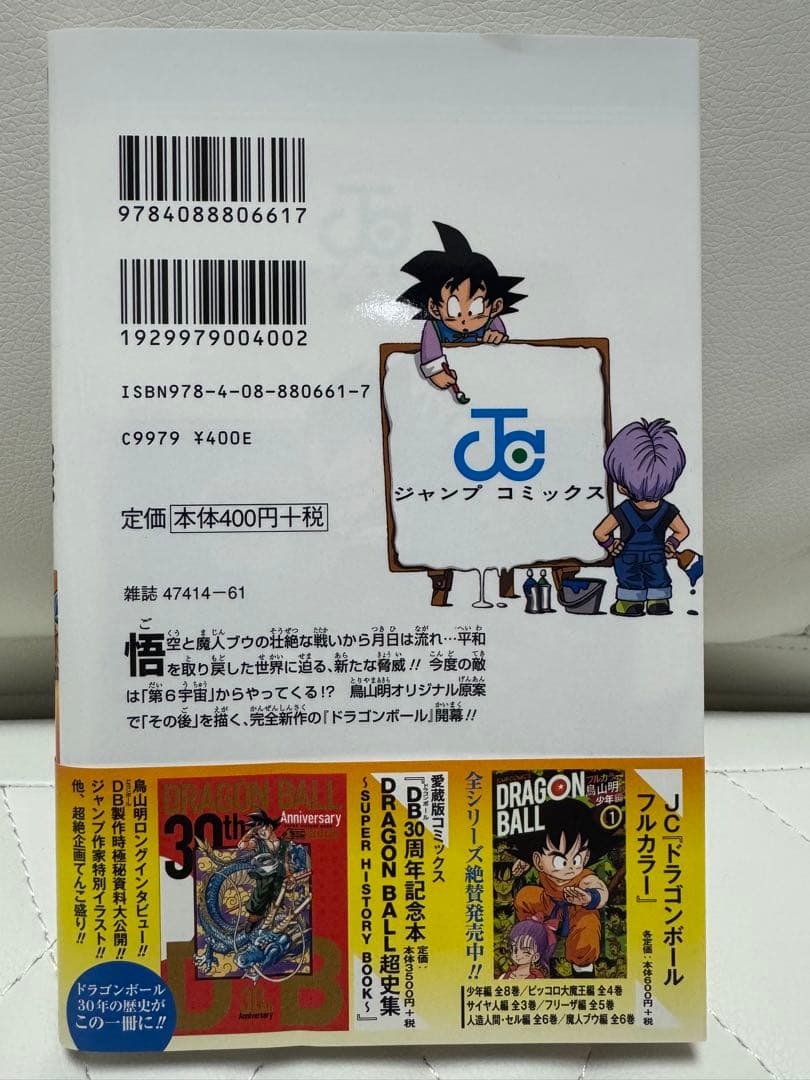 9784088806617
1929979004002
ISBN978-4-08-880661-7
C9979 ¥400E
定価 本体400円+税
雑誌 47414-61
JC
ジャンプ コミックス
悟空と魔人ブウの壮絶な戦いから月日は流れ…平和
を取り戻した世界に迫る、新たな脅威!! 今度の敵
は「第6宇宙」からやってくる!? 鳥山明オリジナル原案
で「その後」を描く、完全新作の『ドラゴンボール』開幕!!
JC『ドラゴンボール
フルカラー』
各定価:本体600円+税
全シリーズ絶賛発売中!!
フルカラー
鳥山明
少年編
DRAGON
BALL
1
少年編 全8巻/ピッコロ大魔王編 全4巻
サイヤ人編 全3巻/フリーザ編 全5巻
人造人間・セル編 全6巻/魔人ブウ編 全6巻
愛蔵版コミックス
『DB30周年記念本
DRAGON BALL超史集
〜SUPER HISTORY BOOK〜』
定価:本体3500円+税
DRAGON BALL
30th
Anniversary
DB
30th
Anniversary
鳥山明ロングインタビュー!!
DB製作時極秘資料大公開!!
ジャンプ作家特別イラスト!!
他、超絶企画てんこ盛り!!
ドラゴンボール
30年の歴史が
この一冊に!!